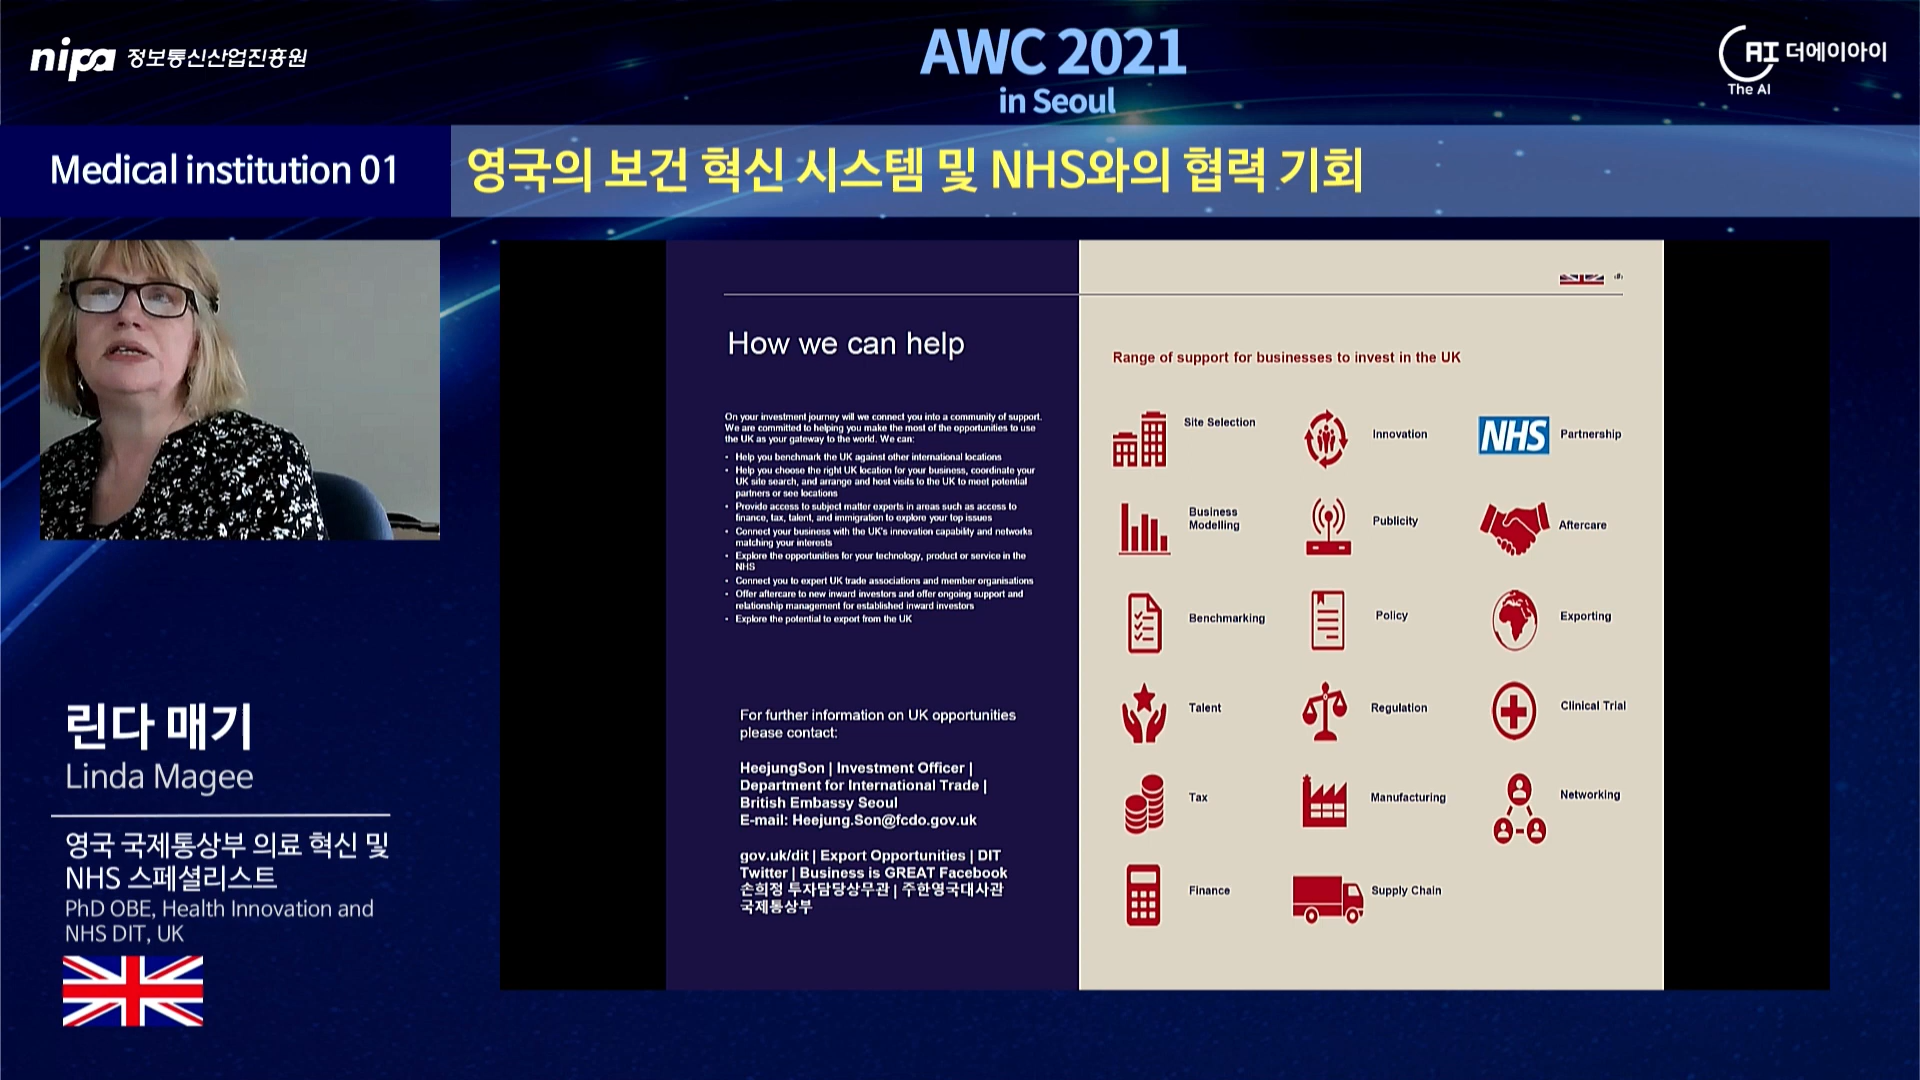 nipa 정보통신산업진흥원
AWC 2021
in Seoul
AI 더에이아이
The AI
Medical institution 01
영국의 보건 혁신 시스템 및 NHS와의 협력 기회
How we can help
On your investment journey will we connect you into a community of support.
We are committed to helping you make the most of the opportunities to use
the UK as your gateway to the world. We can:
• Help you benchmark the UK against other international locations
• Help you choose the right UK location for your business, coordinate your
UK site search, and arrange and host visits to the UK to meet potential
partners or see locations
• Provide access to subject matter experts in areas such as access to
finance, tax, talent, and immigration to explore your top issues
• Connect your business with the UK's innovation capability and networks
matching your interests
• Explore the opportunities for your technology, product or service in the
NHS
• Connect you to expert UK trade associations and member organisations
• Offer aftercare to new inward investors and offer ongoing support and
relationship management for established inward investors
• Explore the potential to export from the UK
For further information on UK opportunities
please contact:
HeejungSon | Investment Officer |
Department for International Trade |
British Embassy Seoul
E-mail: Heejung.Son@fcdo.gov.uk
gov.uk/dit | Export Opportunities | DIT
Twitter | Business is GREAT Facebook
손희정 투자담당상무관 | 주한영국대사관
국제통상부
Range of support for businesses to invest in the UK
Site Selection
Innovation
NHS Partnership
Business
Modelling
Publicity
Aftercare
Benchmarking
Policy
Exporting
Talent
Regulation
Clinical Trial
Tax
Manufacturing
Networking
Finance
Supply Chain
린다 매기
Linda Magee
영국 국제통상부 의료 혁신 및
NHS 스페셜리스트
PhD OBE, Health Innovation and
NHS DIT, UK